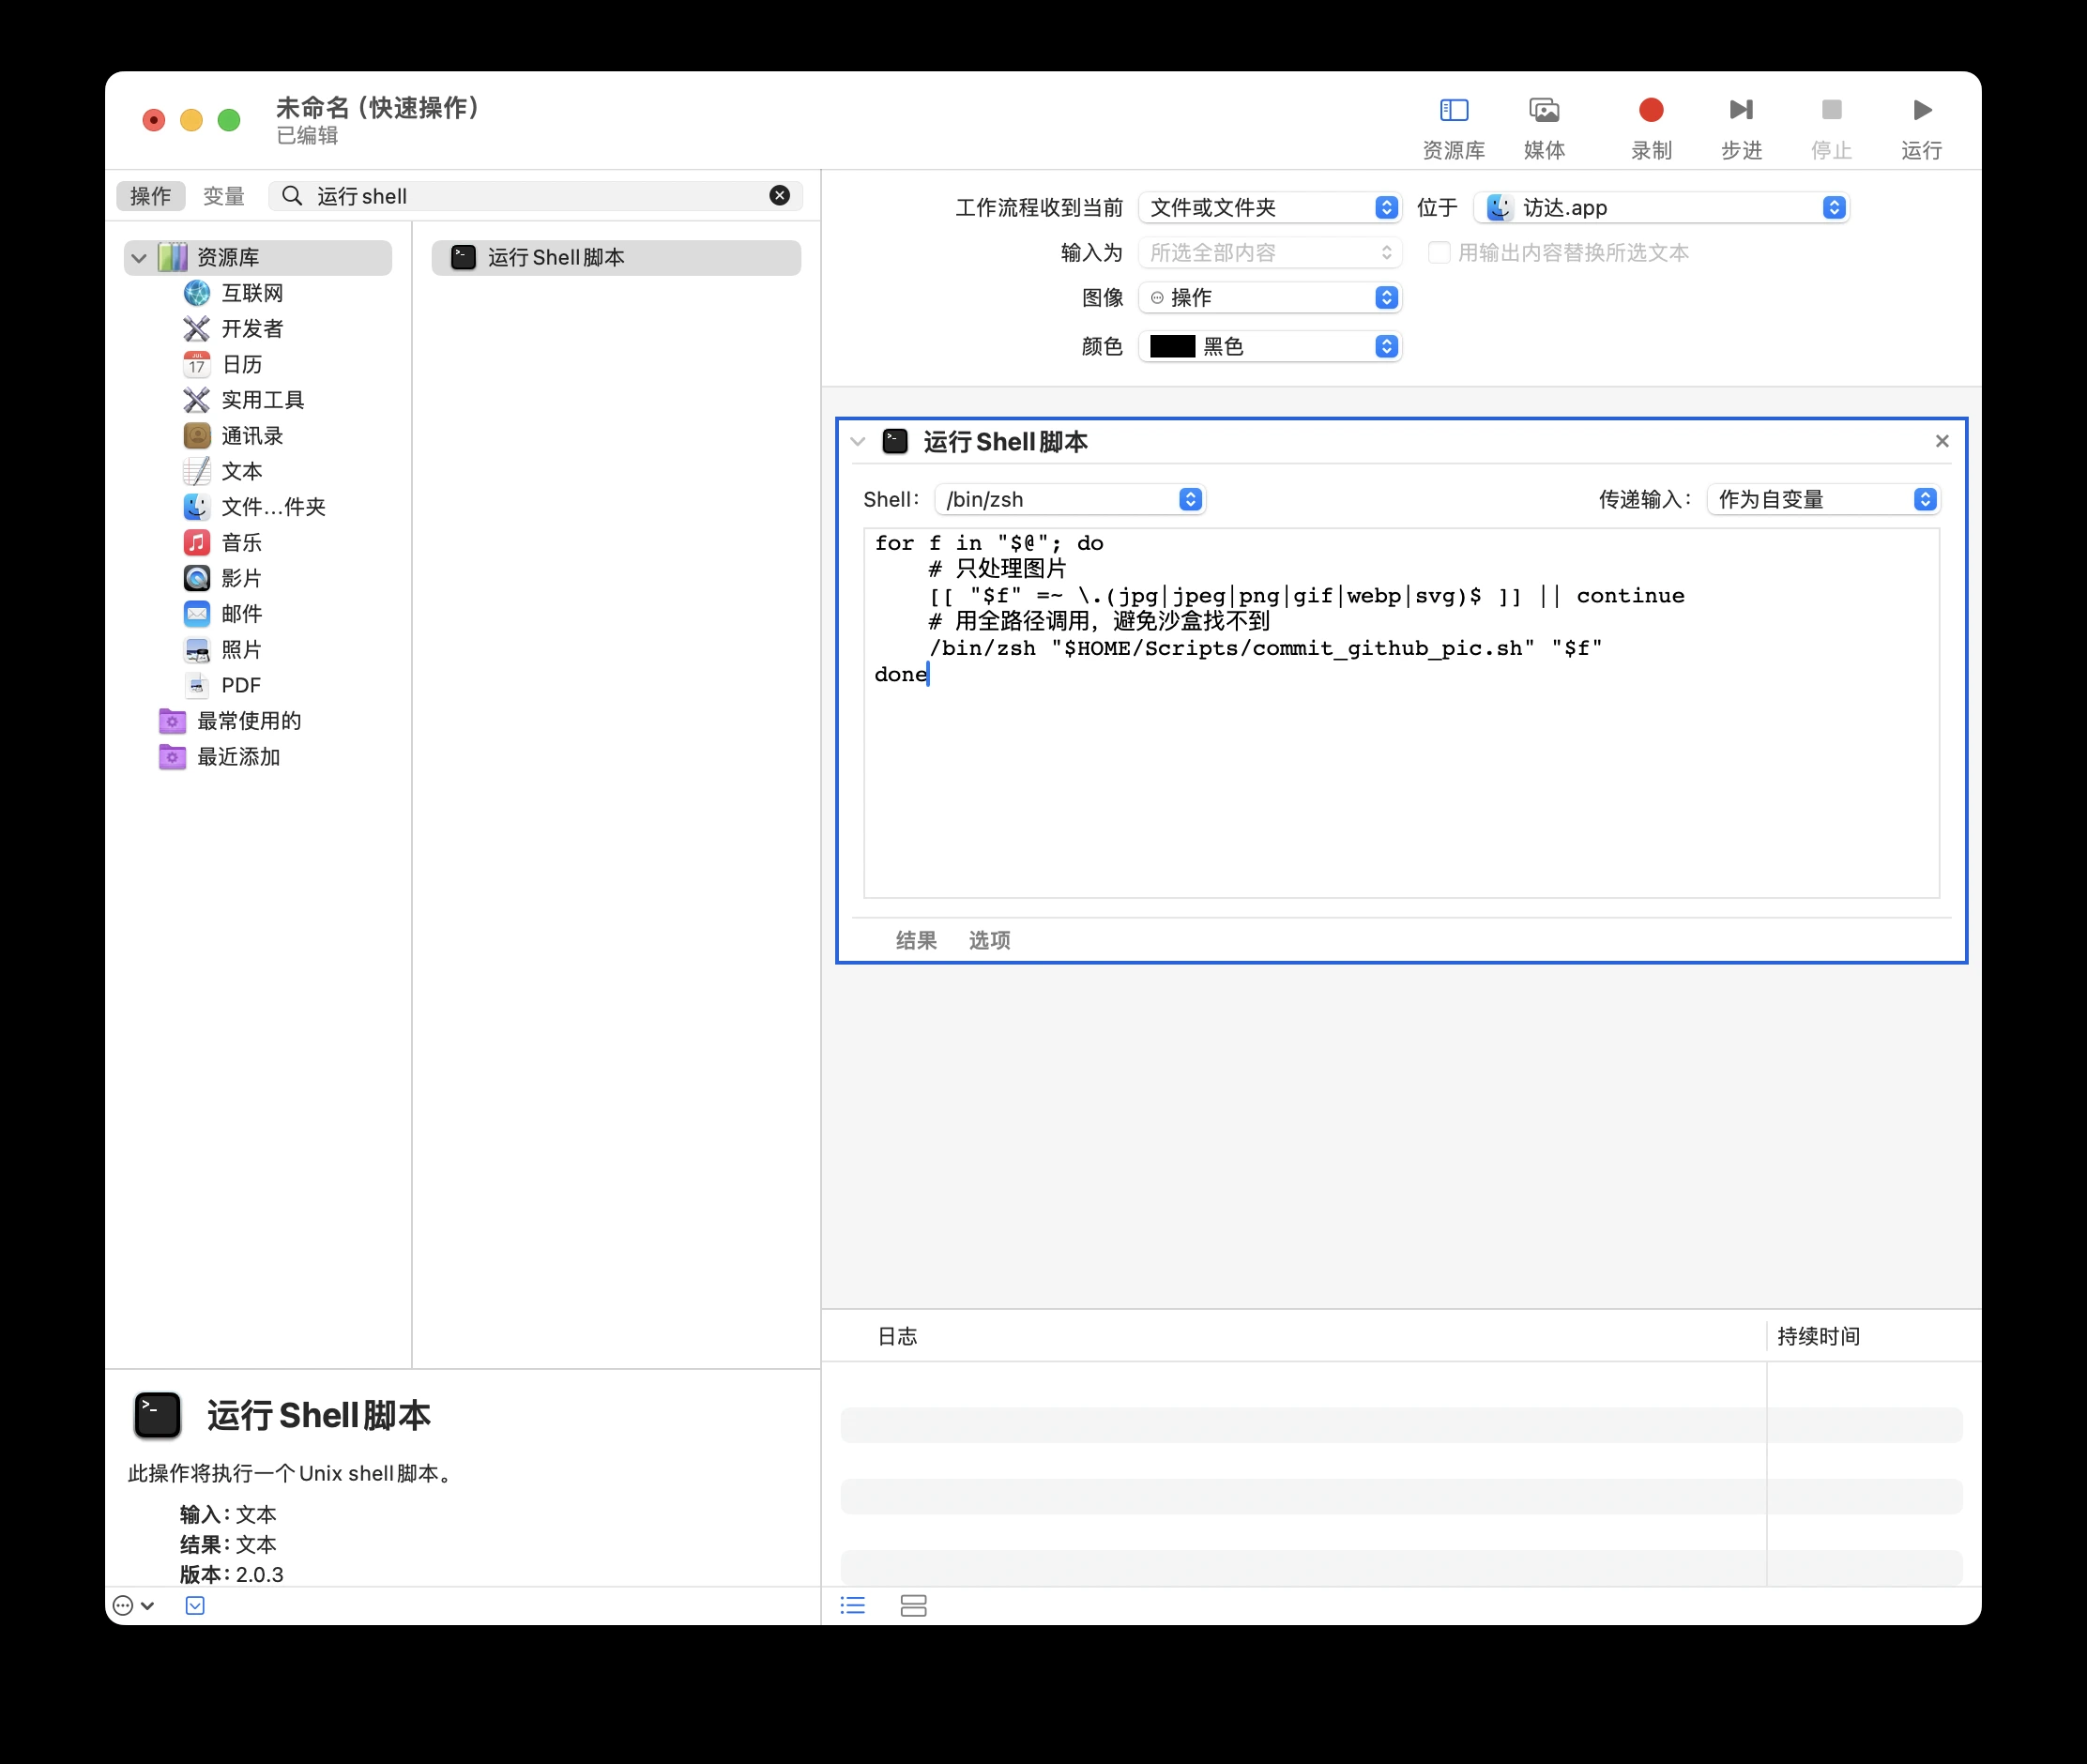 未命名（快速操作）
已编辑
资源库
媒体
录制
步进
停止
运行
操作
变量
运行 shell
资源库
互联网
开发者
JUL
17
日历
实用工具
通讯录
文本
文件...件夹
音乐
影片
邮件
照片
PDF
最常使用的
最近添加
运行 Shell 脚本
工作流程收到当前 文件或文件夹 位于 访达.app
输入为 所选全部内容 用输出内容替换所选文本
图像 操作
颜色 黑色
运行 Shell 脚本
Shell： /bin/zsh 传递输入： 作为自变量
for f in "$@"; do
    # 只处理图片
    [[ "$f" =~ \.(jpg|jpeg|png|gif|webp|svg)$ ]] || continue
    # 用全路径调用，避免沙盒找不到
    /bin/zsh "$HOME/Scripts/commit_github_pic.sh" "$f"
done
结果 选项
日志 持续时间
运行 Shell 脚本
此操作将执行一个 Unix shell 脚本。
输入：文本
结果：文本
版本：2.0.3